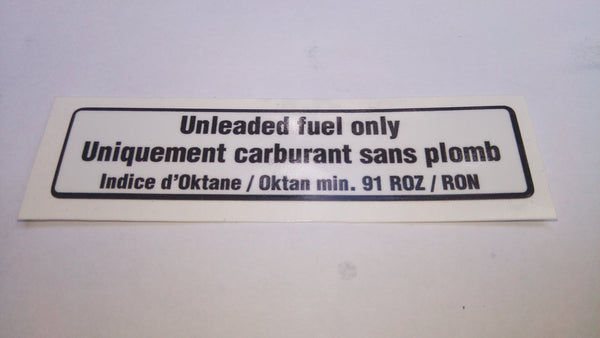 Unleaded fuel only
Uniquement carburant sans plomb
Indice d'Oktane / Oktan min. 91 ROZ / RON